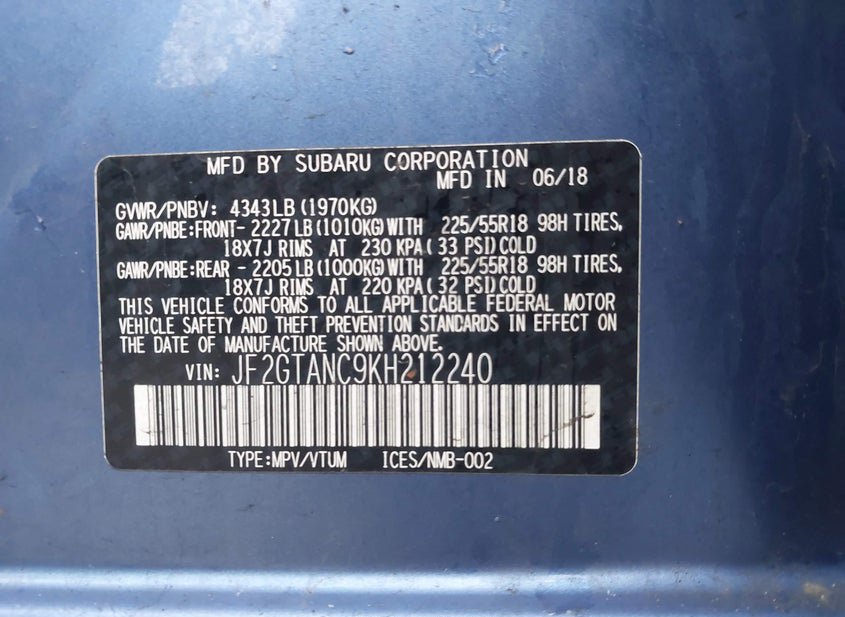 MFD BY SUBARU CORPORATION
MFD IN 06/18
GVWR/PNBV: 4343LB (1970KG)
GAWR/PNBE:FRONT- 2227LB (1010KG) WITH 225/55R18 98H TIRES,
18X7J RIMS AT 230 KPA( 33 PSI) COLD
GAWR/PNBE:REAR - 2205LB (1000KG) WITH 225/55R18 98H TIRES,
18X7J RIMS AT 220 KPA( 32 PSI) COLD
THIS VEHICLE CONFORMS TO ALL APPLICABLE FEDERAL MOTOR
VEHICLE SAFETY AND THEFT PREVENTION STANDARDS IN EFFECT ON
THE DATE OF MANUFACTURE SHOWN ABOVE.
VIN: JF2GTANC9KH212240
TYPE:MPV/VTUM ICES/NMB-002